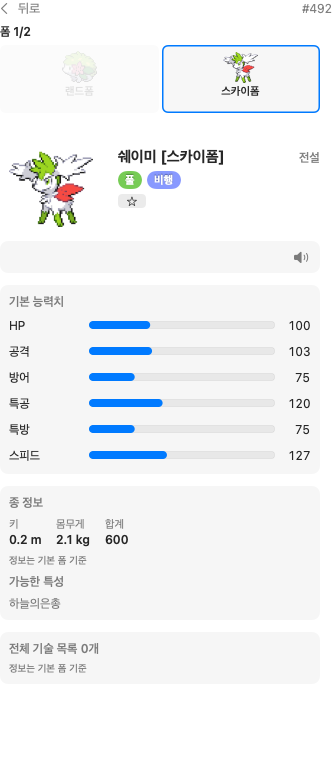 뒤로 #492
폼 1/2
랜드폼 스카이폼
쉐이미 [스카이폼] 전설
풀 비행
☆
기본 능력치
HP 100
공격 103
방어 75
특공 120
특방 75
스피드 127
종 정보
키 몸무게 합계
0.2 m 2.1 kg 600
정보는 기본 폼 기준
가능한 특성
하늘의은총
전체 기술 목록 0개
정보는 기본 폼 기준